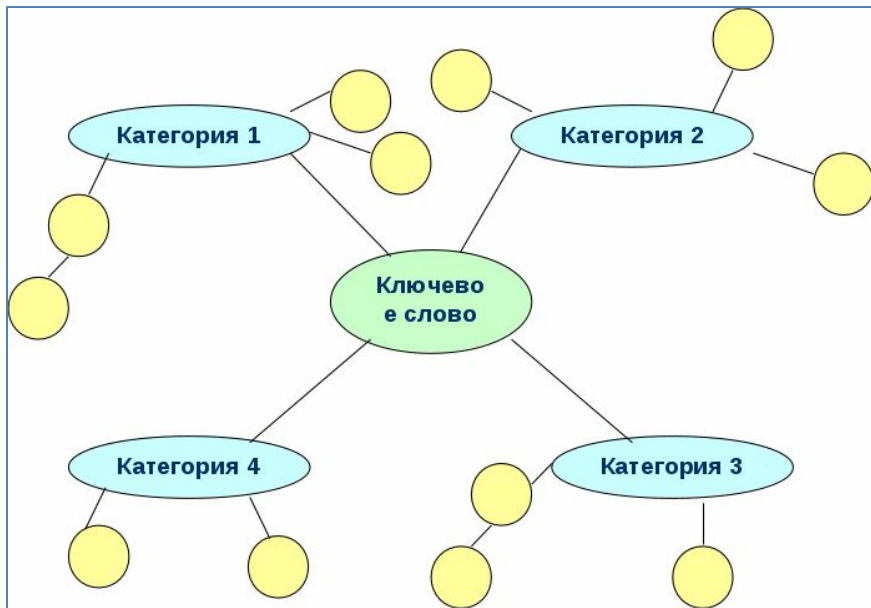 Категория 1
Категория 2
Ключево
е слово
Категория 4
Категория 3